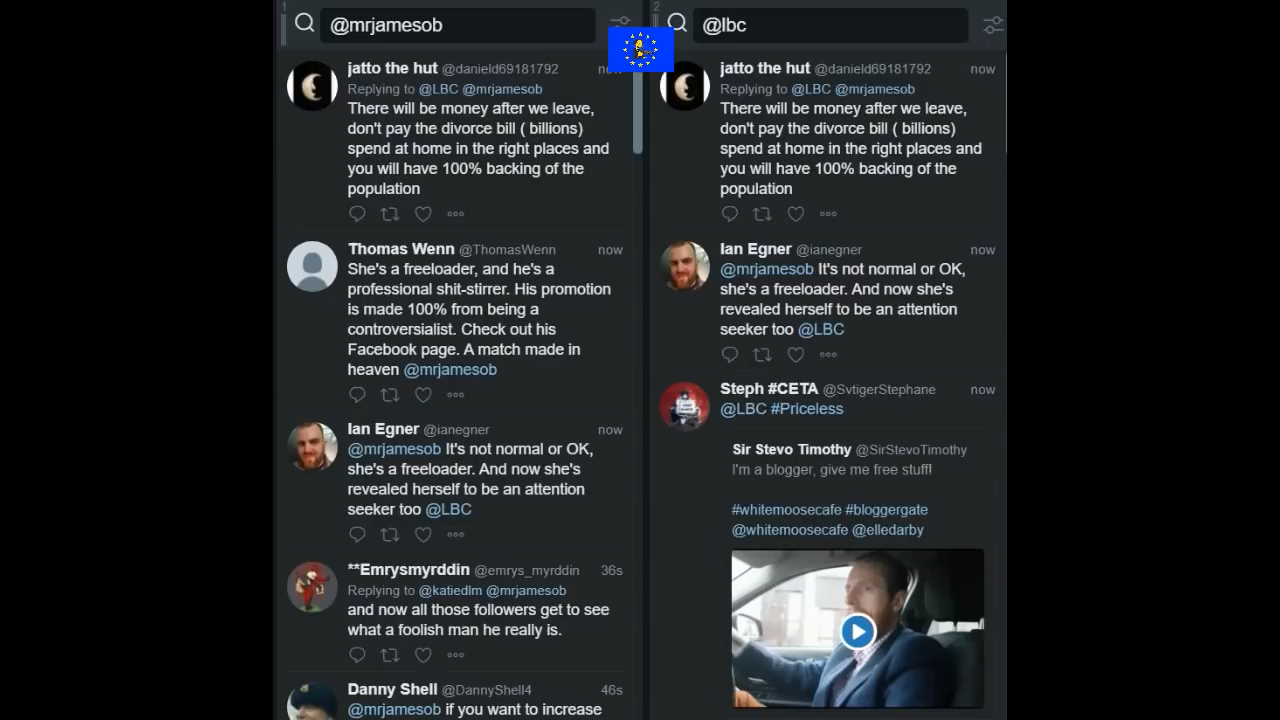 1
@mrjamesob
jatto the hut @danield69181792 now
Replying to @LBC @mrjamesob
There will be money after we leave,
don't pay the divorce bill ( billions)
spend at home in the right places and
you will have 100% backing of the
population
Thomas Wenn @ThomasWenn now
She's a freeloader, and he's a
professional shit-stirrer. His promotion
is made 100% from being a
controversialist. Check out his
Facebook page. A match made in
heaven @mrjamesob
Ian Egner @ianegner now
@mrjamesob It's not normal or OK,
she's a freeloader. And now she's
revealed herself to be an attention
seeker too @LBC
**Emrysmyrddin @emrys_myrddin 36s
Replying to @katiedlm @mrjamesob
and now all those followers get to see
what a foolish man he really is.
Danny Shell @DannyShell4 46s
@mrjamesob if you want to increase
2
@lbc
jatto the hut @danield69181792 now
Replying to @LBC @mrjamesob
There will be money after we leave,
don't pay the divorce bill ( billions)
spend at home in the right places and
you will have 100% backing of the
population
Ian Egner @ianegner now
@mrjamesob It's not normal or OK,
she's a freeloader. And now she's
revealed herself to be an attention
seeker too @LBC
Steph #CETA @SvtigerStephane now
@LBC #Priceless
Sir Stevo Timothy @SirStevoTimothy
I'm a blogger, give me free stuff!
#whitemoosecafe #bloggergate
@whitemoosecafe @elledarby